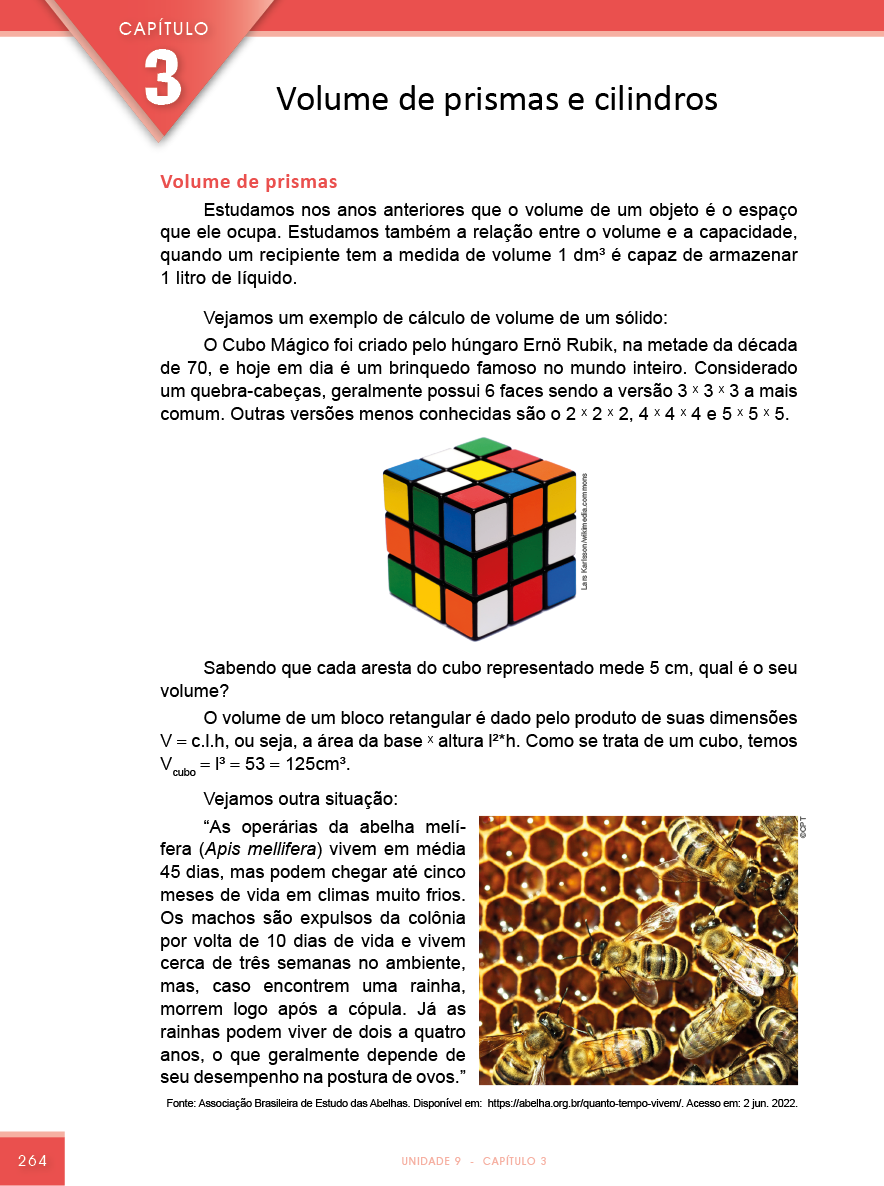 CAPÍTULO
3
Volume de prismas e cilindros
Volume de prismas
Estudamos nos anos anteriores que o volume de um objeto é o espaço
que ele ocupa. Estudamos também a relação entre o volume e a capacidade,
quando um recipiente tem a medida de volume 1 dm³ é capaz de armazenar
1 litro de líquido.
Vejamos um exemplo de cálculo de volume de um sólido:
O Cubo Mágico foi criado pelo húngaro Ernö Rubik, na metade da década
de 70, e hoje em dia é um brinquedo famoso no mundo inteiro. Considerado
um quebra-cabeças, geralmente possui 6 faces sendo a versão 3 x 3 x 3 a mais
comum. Outras versões menos conhecidas são o 2 x 2 x 2, 4 x 4 x 4 e 5 x 5 x 5.
Lars Karlsson/wikimedia.commons
Sabendo que cada aresta do cubo representado mede 5 cm, qual é o seu
volume?
O volume de um bloco retangular é dado pelo produto de suas dimensões
V = c.l.h, ou seja, a área da base x altura l²*h. Como se trata de um cubo, temos
Vcubo = l³ = 53 = 125cm³.
Vejamos outra situação:
“As operárias da abelha melí-
fera (Apis mellifera) vivem em média
45 dias, mas podem chegar até cinco
meses de vida em climas muito frios.
Os machos são expulsos da colônia
por volta de 10 dias de vida e vivem
cerca de três semanas no ambiente,
mas, caso encontrem uma rainha,
morrem logo após a cópula. Já as
rainhas podem viver de dois a quatro
anos, o que geralmente depende de
seu desempenho na postura de ovos.”
©CPT
Fonte: Associação Brasileira de Estudo das Abelhas. Disponível em: https://abelha.org.br/quanto-tempo-vivem/. Acesso em: 2 jun. 2022.
264
UNIDADE 9 - CAPÍTULO 3